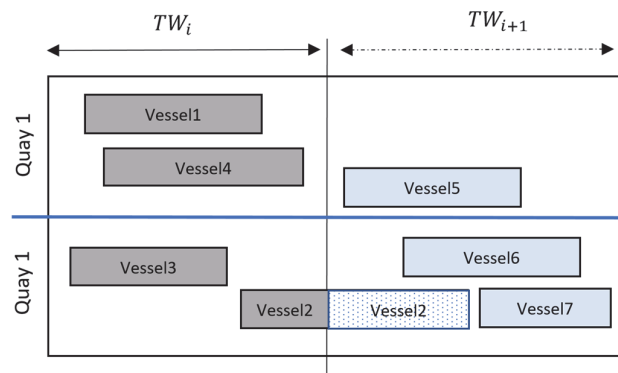 TW_i
TW_{i+1}
Quay 1
Vessel1
Vessel4
Vessel5
Quay 1
Vessel3
Vessel6
Vessel2
Vessel2
Vessel7